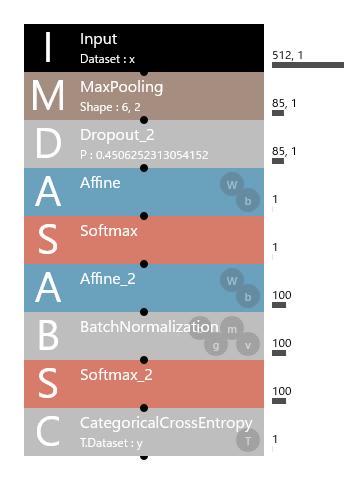 I
Input
Dataset : x
512, 1
M
MaxPooling
Shape : 6, 2
85, 1
D
Dropout_2
P : 0.4506252313054152
85, 1
A
Affine
W
b
1
S
Softmax
1
A
Affine_2
W
b
100
B
BatchNormalization
m
g
v
100
S
Softmax_2
100
C
CategoricalCrossEntropy
T.Dataset : y
T
1